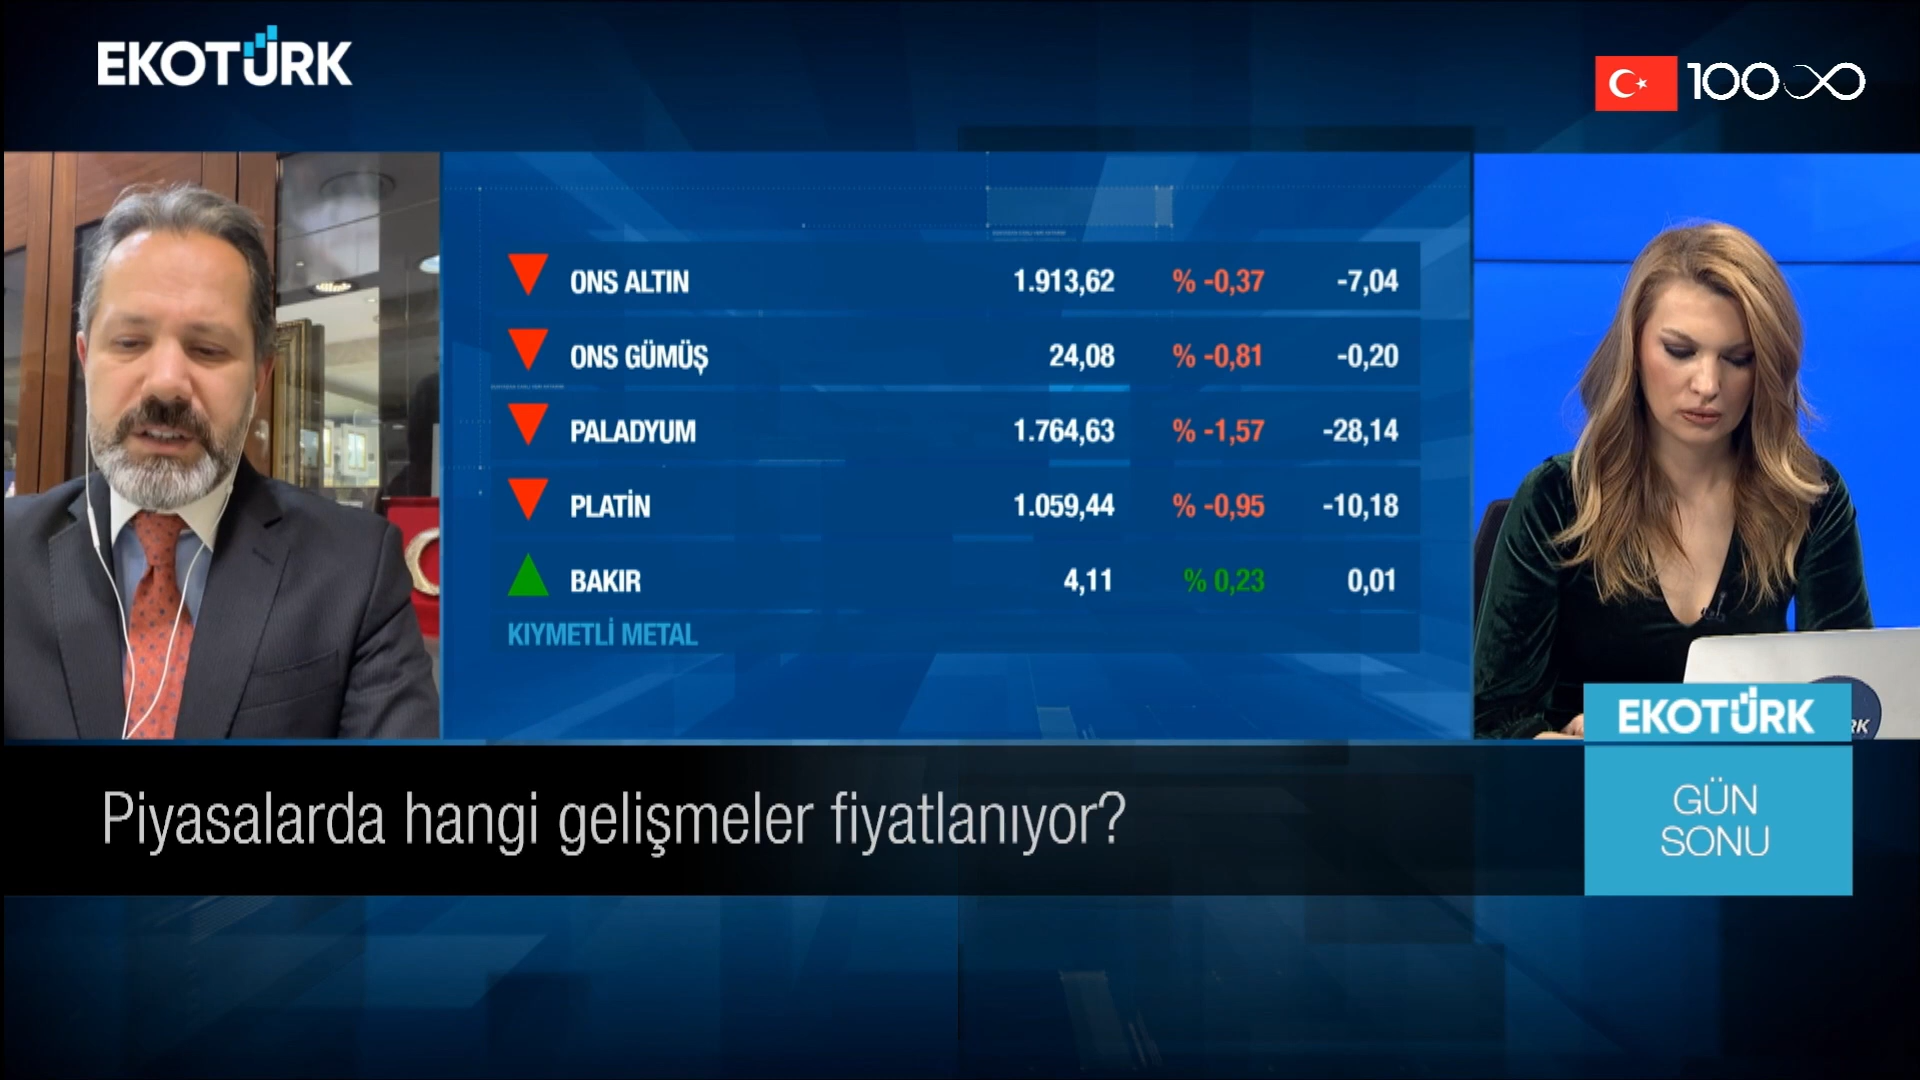 EKOTÜRK
100
ONS ALTIN 1.913,62 % -0,37 -7,04
ONS GÜMÜŞ 24,08 % -0,81 -0,20
PALADYUM 1.764,63 % -1,57 -28,14
PLATİN 1.059,44 % -0,95 -10,18
BAKIR 4,11 % 0,23 0,01
KIYMETLİ METAL
RK
EKOTÜRK
Piyasalarda hangi gelişmeler fiyatlanıyor?
GÜN
SONU